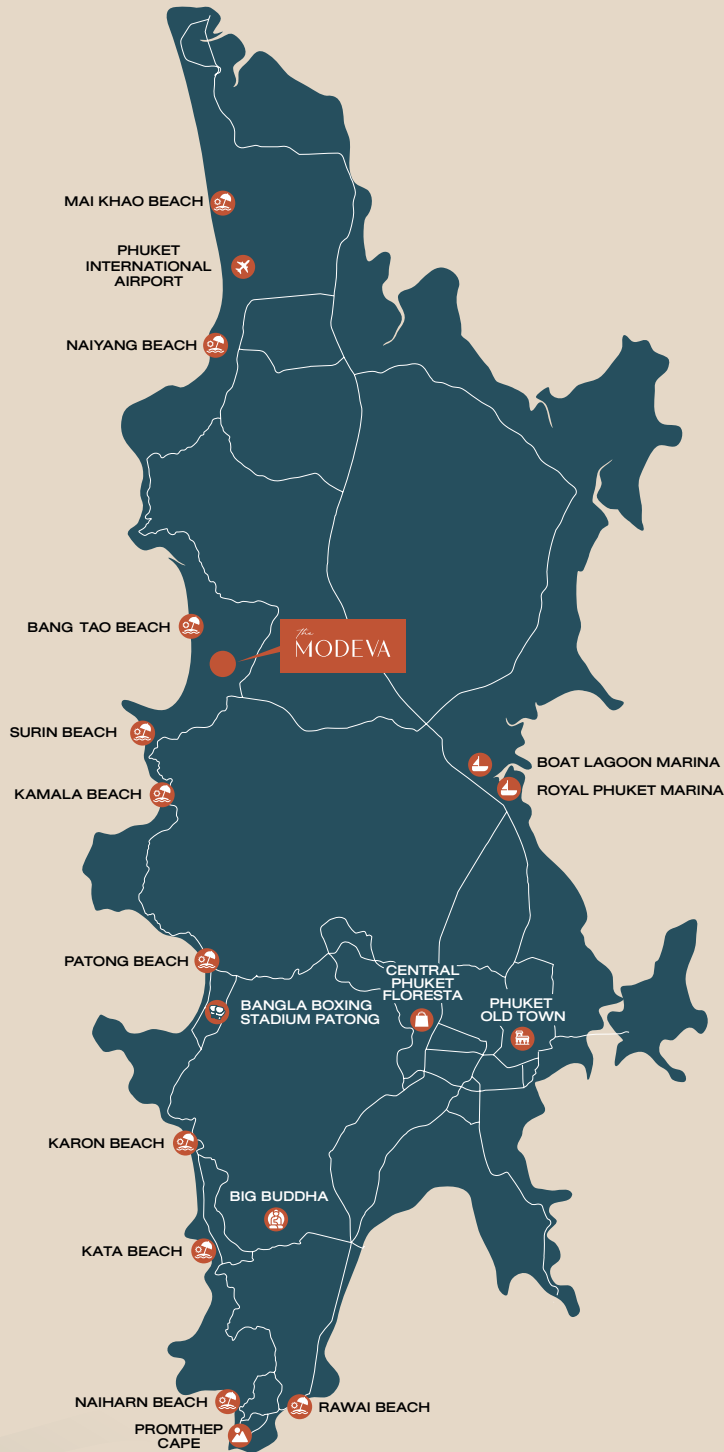 MAI KHAO BEACH
PHUKET
INTERNATIONAL
AIRPORT
NAIYANG BEACH
BANG TAO BEACH
the
MODEVA
SURIN BEACH
BOAT LAGOON MARINA
KAMALA BEACH
ROYAL PHUKET MARINA
PATONG BEACH
BANGLA BOXING
STADIUM PATONG
CENTRAL
PHUKET
FLORESTA
PHUKET
OLD TOWN
KARON BEACH
BIG BUDDHA
KATA BEACH
NAIHARN BEACH
RAWAI BEACH
PROMTHEP
CAPE